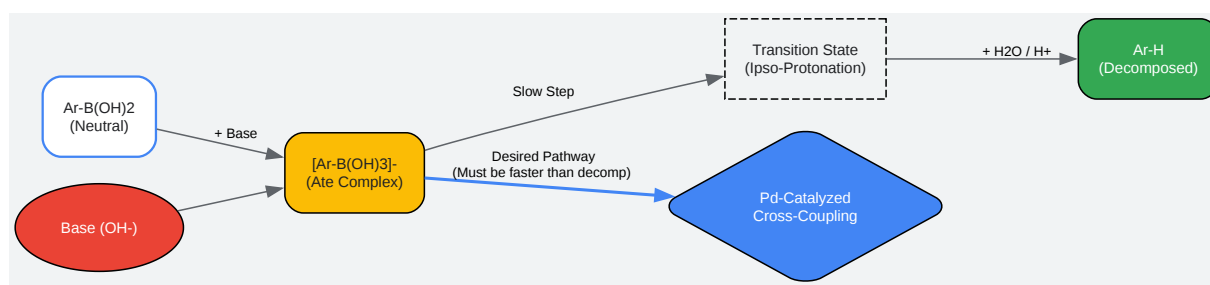 Transition State
(Ipso-Protonation)
+ H2O / H+
Ar-H
(Decomposed)
Slow Step
Ar-B(OH)2
(Neutral)
+ Base
[Ar-B(OH)3]-
(Ate Complex)
Desired Pathway
(Must be faster than decomp)
Base (OH-)
Pd-Catalyzed
Cross-Coupling